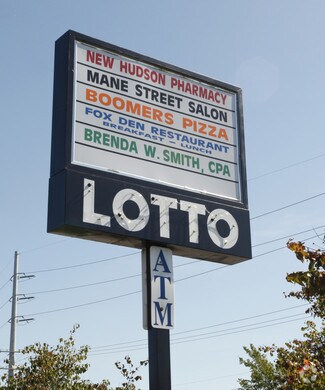 NEW HUDSON PHARMACY
MANE STREET SALON
BOOMERS PIZZA
FOX DEN RESTAURANT
BREAKFAST - LUNCH
BRENDA W. SMITH, CPA
LOTTO
ATM